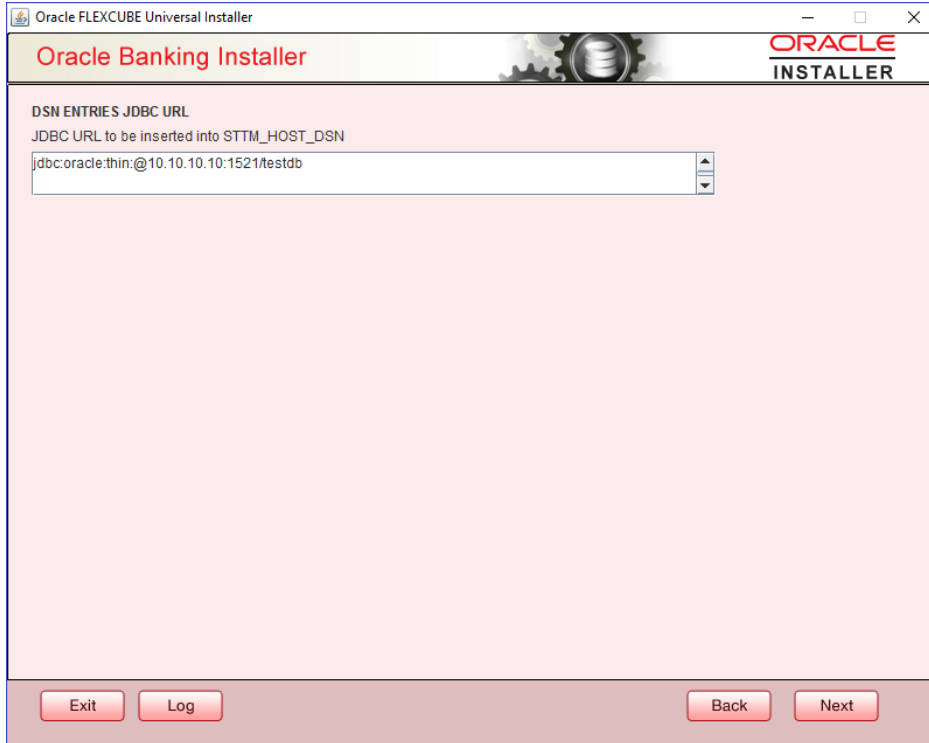 Oracle FLEXCUBE Universal Installer
Oracle Banking Installer
ORACLE
INSTALLER
DSN ENTRIES JDBC URL
JDBC URL to be inserted into STTM_HOST_DSN
jdbc:oracle:thin:@10.10.10.10:1521/testdb
Exit Log Back Next